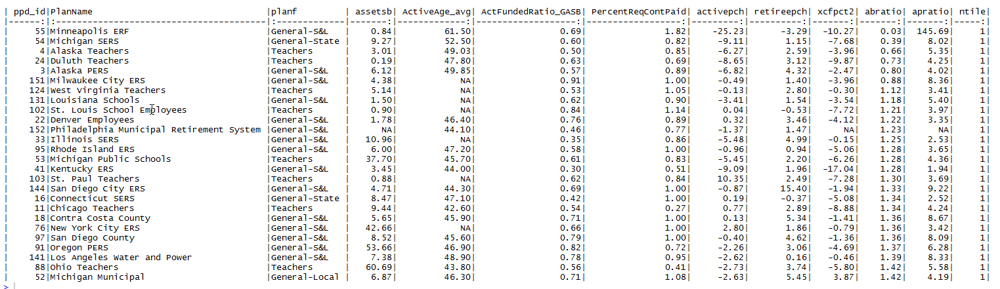 | ppd_id|PlanName |planf | assetsb| ActiveAge_avg| ActFundedRatio_GASB| PercentReqContPaid| activepch| retireepch| xcfpct2| abratio| apratio| ntile|
|------:|:----------------------------------------|:-------------|-------:|-------------:|-------------------:|------------------:|---------:|----------:|-------:|-------:|-------:|-----:|
| 55|Minneapolis ERF |General-S&L | 0.84| 61.50| 0.69| 1.82| -25.23| -3.29| -10.27| 0.03| 145.69| 1|
| 54|Michigan SERS |General-State | 9.27| 52.50| 0.60| 0.82| -9.11| 1.15| -7.68| 0.39| 8.02| 1|
| 4|Alaska Teachers |Teachers | 3.01| 49.03| 0.50| 0.85| -6.27| 2.59| -3.96| 0.66| 5.35| 1|
| 24|Duluth Teachers |Teachers | 0.19| 47.80| 0.63| 0.69| -8.65| 3.12| -9.87| 0.73| 4.25| 1|
| 3|Alaska PERS |General-S&L | 6.12| 49.85| 0.57| 0.89| -6.82| 4.32| -2.47| 0.80| 4.02| 1|
| 151|Milwaukee City ERS |General-S&L | 4.38| NA| 0.91| 1.00| -0.49| 1.40| -3.96| 0.88| 8.36| 1|
| 124|West Virginia Teachers |Teachers | 5.14| NA| 0.53| 1.05| -0.13| 2.80| -0.30| 1.12| 3.41| 1|
| 131|Louisiana Schools |General-S&L | 1.50| NA| 0.62| 0.90| -3.41| 1.54| -3.54| 1.18| 5.40| 1|
| 102|St. Louis School Employees |Teachers | 0.90| NA| 0.84| 1.14| 0.04| -0.53| -7.72| 1.21| 3.97| 1|
| 22|Denver Employees |General-S&L | 1.78| 46.40| 0.76| 0.89| 0.32| 3.46| -4.12| 1.22| 3.35| 1|
| 152|Philadelphia Municipal Retirement System |General-S&L | NA| 44.10| 0.46| 0.77| -1.37| 1.47| NA| 1.23| NA| 1|
| 33|Illinois SERS |General-S&L | 10.96| NA| 0.35| 0.86| -5.48| 4.99| -0.15| 1.25| 2.53| 1|
| 95|Rhode Island ERS |General-S&L | 6.00| 47.20| 0.58| 1.00| -0.96| 0.94| -5.06| 1.28| 3.65| 1|
| 53|Michigan Public Schools |Teachers | 37.70| 45.70| 0.61| 0.83| -5.45| 2.20| -6.26| 1.28| 4.36| 1|
| 41|Kentucky ERS |General-S&L | 3.45| 44.00| 0.30| 0.51| -9.09| 1.96| -17.04| 1.28| 1.94| 1|
| 103|St. Paul Teachers |Teachers | 0.88| NA| 0.62| 0.84| 10.35| 2.49| -7.28| 1.30| 3.69| 1|
| 144|San Diego City ERS |General-S&L | 4.71| 44.30| 0.69| 1.00| -0.87| 15.40| -1.94| 1.33| 9.22| 1|
| 16|Connecticut SERS |General-State | 8.47| 47.10| 0.42| 1.00| 0.19| -0.37| -5.08| 1.34| 2.52| 1|
| 11|Chicago Teachers |Teachers | 9.44| 42.60| 0.54| 0.27| 0.77| 2.89| -8.88| 1.34| 4.24| 1|
| 18|Contra Costa County |General-S&L | 5.65| 45.90| 0.71| 1.00| 0.13| 5.34| -1.41| 1.36| 8.67| 1|
| 76|New York City ERS |General-S&L | 42.66| NA| 0.66| 1.00| 2.80| 1.86| -0.79| 1.36| 3.42| 1|
| 97|San Diego County |General-S&L | 8.52| 45.60| 0.79| 1.00| -0.40| 4.62| -1.36| 1.36| 8.09| 1|
| 91|Oregon PERS |General-S&L | 53.66| 46.90| 0.82| 0.72| -2.26| 3.06| -4.69| 1.37| 6.28| 1|
| 141|Los Angeles Water and Power |General-S&L | 7.38| 48.90| 0.78| 0.95| -2.62| 0.16| -0.46| 1.39| 8.33| 1|
| 88|Ohio Teachers |Teachers | 60.69| 43.80| 0.56| 0.41| -2.73| 3.74| -5.80| 1.42| 5.58| 1|
| 52|Michigan Municipal |General-Local | 6.87| 46.30| 0.71| 1.08| -2.63| 5.45| 3.87| 1.42| 4.19| 1|
>